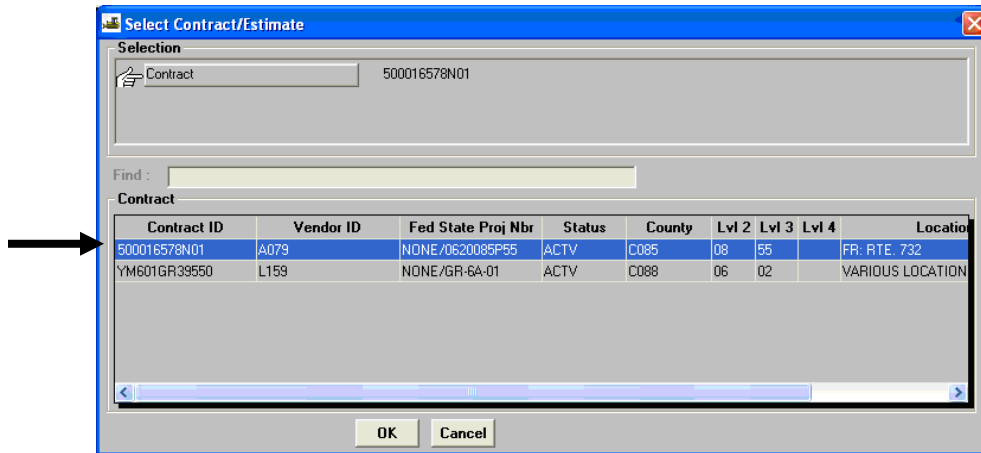 Select Contract/Estimate
Selection
Contract 500016578N01
Find :
Contract
Contract ID Vendor ID Fed State Proj Nbr Status County Lvl 2 Lvl 3 Lvl 4 Locatio
500016578N01 A079 NONE/0620085P55 ACTV C085 08 55 FR: RTE. 732
YM601GR39550 L159 NONE/GR-6A-01 ACTV C088 06 02 VARIOUS LOCATION
OK Cancel